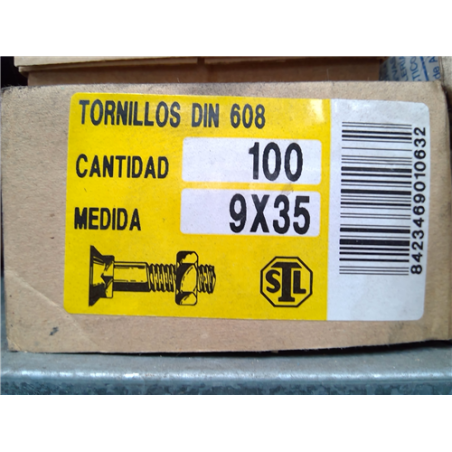 TORNILLOS DIN 608
CANTIDAD 100
MEDIDA 9X35
STL
8423469010632